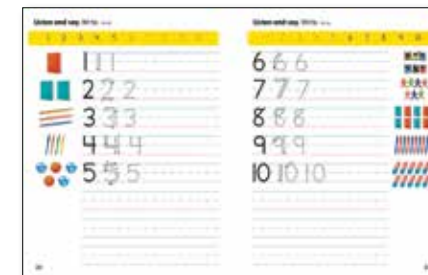 Listen and say. Write
1 2 3 4 5
1 1 1
2 2 2
3 3 3
4 4 4
5 5 5
Listen and say. Write
6 7 8 9 10
6 6 6
7 7 7
8 8 8
9 9 9
10 10 10